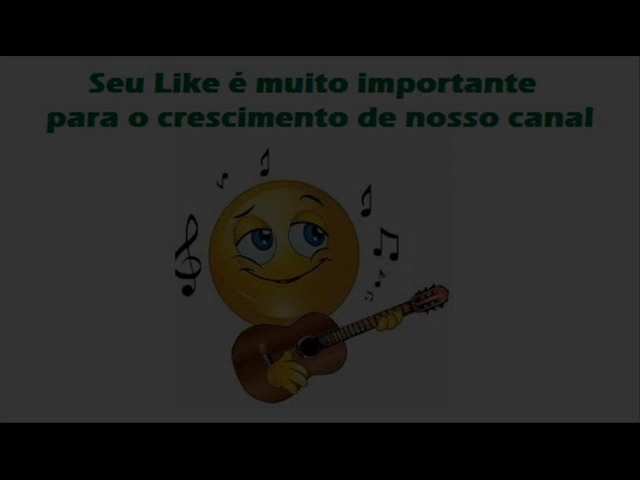 Seu Like é muito importante
para o crescimento de nosso canal